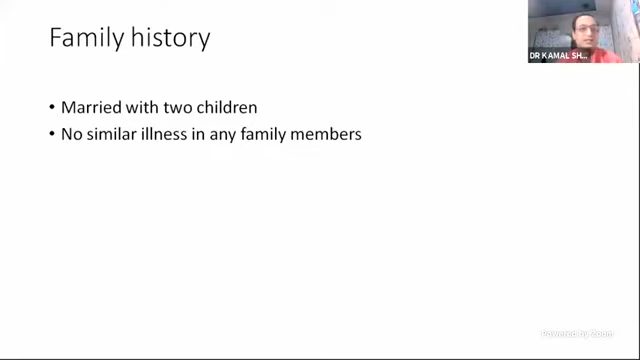 Family history
DR KAMAL SH...
• Married with two children
• No similar illness in any family members
Powered by Zoom